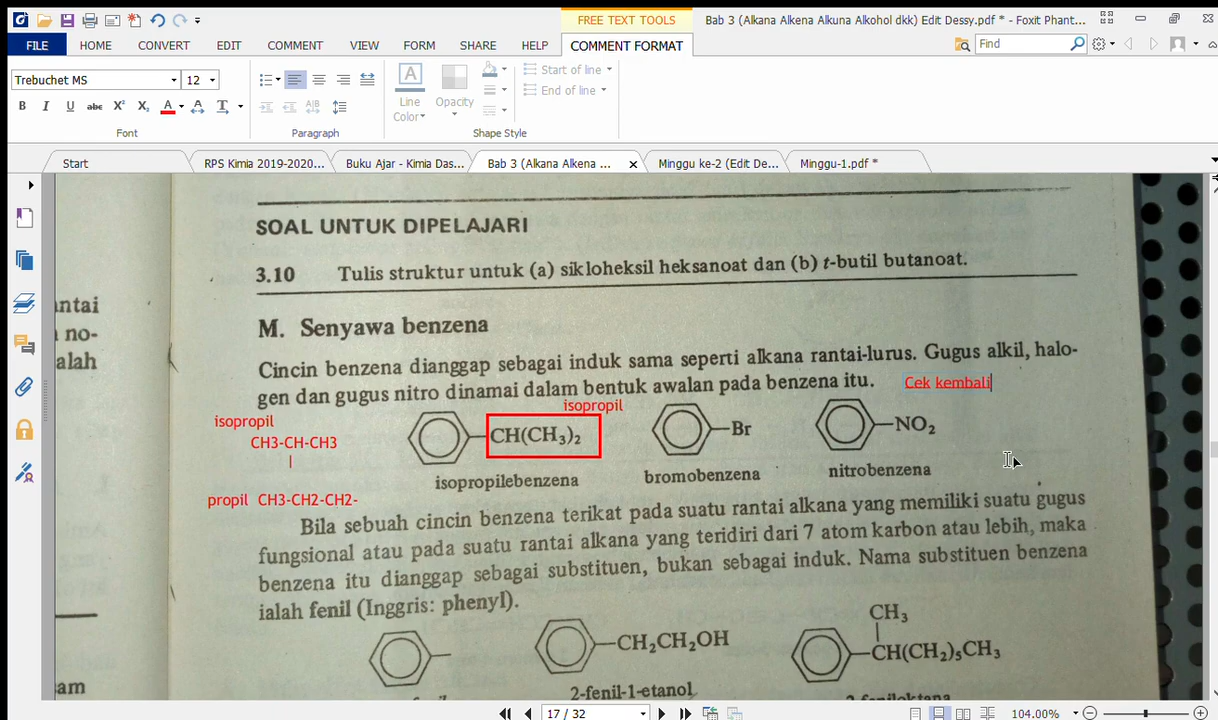 FREE TEXT TOOLS
Bab 3 (Alkana Alkena Alkuna Alkohol dkk) Edit Dessy.pdf * - Foxit Phant...
FILE HOME CONVERT EDIT COMMENT VIEW FORM SHARE HELP COMMENT FORMAT
Find
Trebuchet MS 12
Line Color
Opacity
Start of line
End of line
B I U abc X² X₂ A A T
Font Paragraph Shape Style
Start RPS Kimia 2019-2020... Buku Ajar - Kimia Das... Bab 3 (Alkana Alkena ... Minggu ke-2 (Edit De... Minggu-1.pdf *
SOAL UNTUK DIPELAJARI
3.10 Tulis struktur untuk (a) sikloheksil heksanoat dan (b) t-butil butanoat.
antai
no-
alah
M. Senyawa benzena
Cincin benzena dianggap sebagai induk sama seperti alkana rantai-lurus. Gugus alkil, halo-
gen dan gugus nitro dinamai dalam bentuk awalan pada benzena itu. Cek kembali
isopropil
isopropil
CH3-CH-CH3
|
CH(CH₃)₂ Br NO₂
isopropilebenzena bromobenzena nitrobenzena
propil CH3-CH2-CH2-
Bila sebuah cincin benzena terikat pada suatu rantai alkana yang memiliki suatu gugus
fungsional atau pada suatu rantai alkana yang teridiri dari 7 atom karbon atau lebih, maka
benzena itu dianggap sebagai substituen, bukan sebagai induk. Nama substituen benzena
ialah fenil (Inggris: phenyl).
CH₃
CH₂CH₂OH CH(CH₂)₅CH₃
2-fenil-1-etanol
am
17 / 32 104.00%